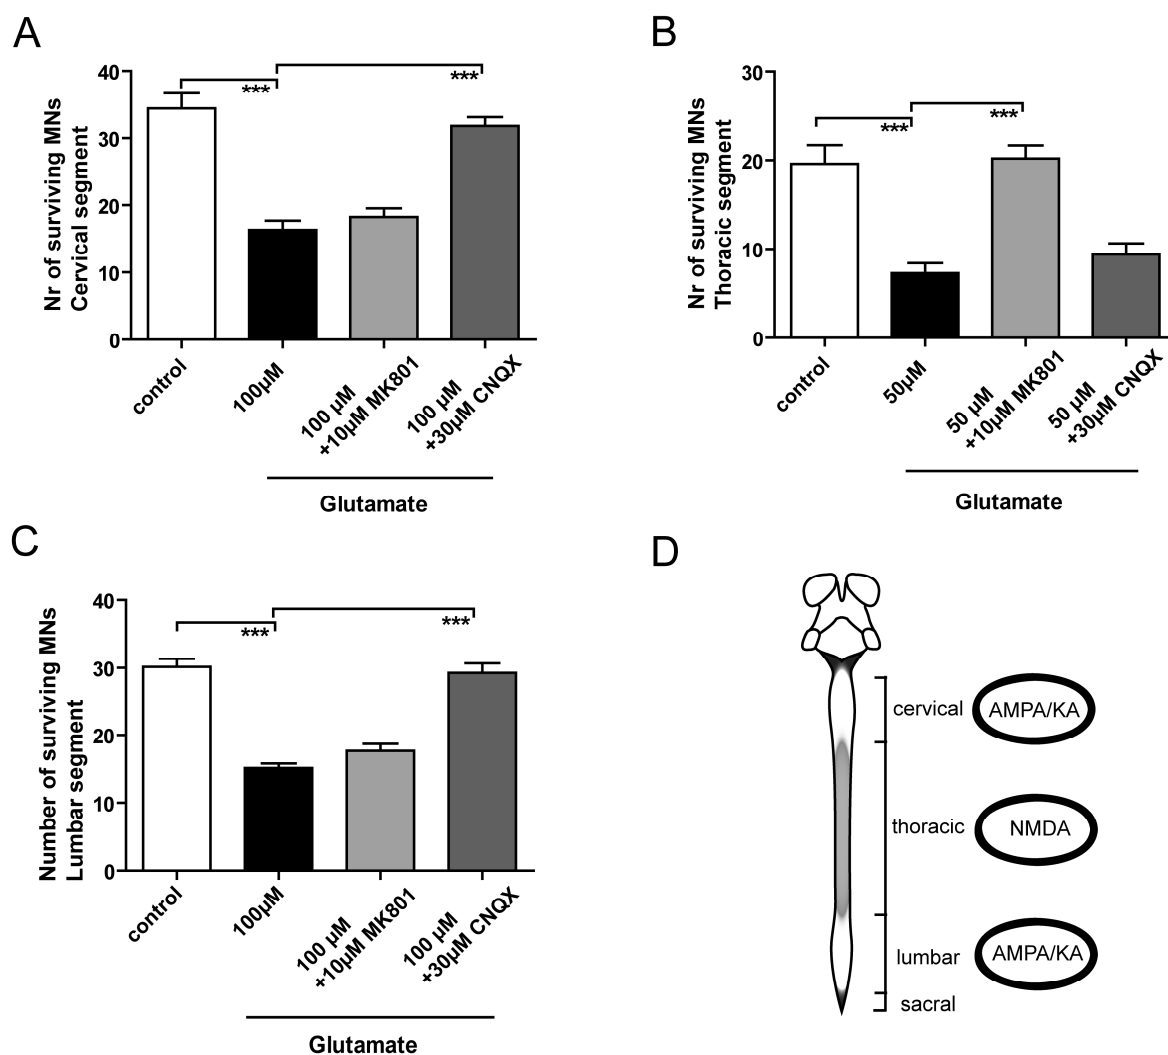 A
Nr of surviving MNs
Cervical segment
40
30
20
10
0
***
***
control
100µM
100 µM
+10µM MK801
100 µM
+30µM CNQX
Glutamate
B
Nr of surviving MNs
Thoracic segment
30
20
10
0
***
***
control
50µM
50 µM
+10µM MK801
50 µM
+30µM CNQX
Glutamate
C
Number of surviving MNs
Lumbar segment
40
30
20
10
0
***
***
control
100µM
100 µM
+10µM MK801
100 µM
+30µM CNQX
Glutamate
D
cervical
AMPA/KA
thoracic
NMDA
lumbar
AMPA/KA
sacral